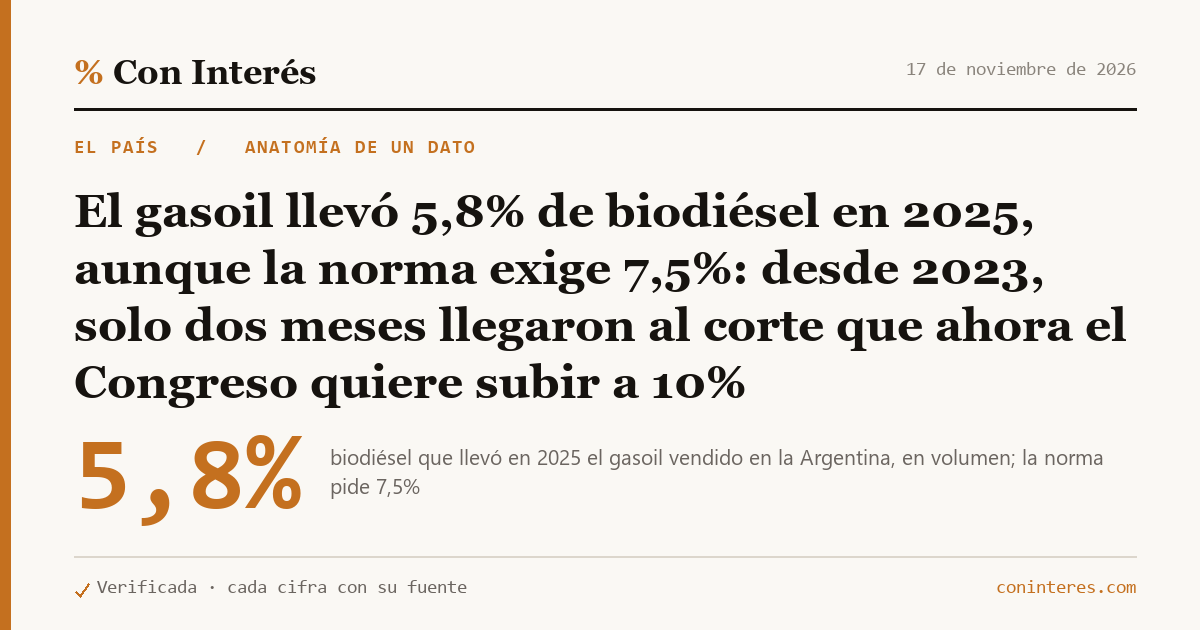 % Con Interés
17 de noviembre de 2026
EL PAÍS / ANATOMÍA DE UN DATO
El gasoil llevó 5,8% de biodiésel en 2025,
aunque la norma exige 7,5%: desde 2023,
solo dos meses llegaron al corte que ahora el
Congreso quiere subir a 10%
5,8%
biodiésel que llevó en 2025 el gasoil vendido en la Argentina, en volumen; la norma
pide 7,5%
✓ Verificada · cada cifra con su fuente
coninteres.com